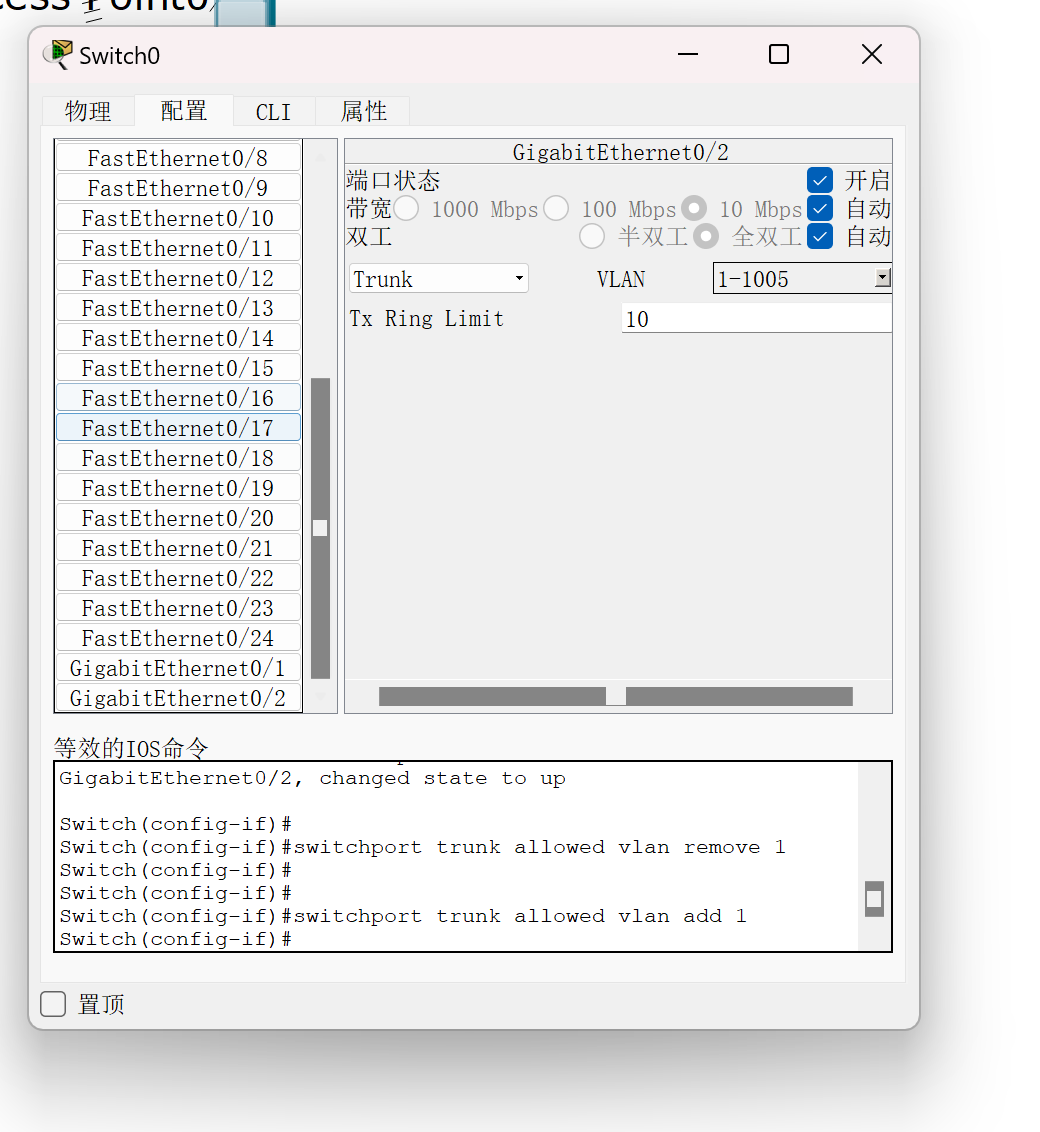 Switch0
物理 配置 CLI 属性
FastEthernet0/8
FastEthernet0/9
FastEthernet0/10
FastEthernet0/11
FastEthernet0/12
FastEthernet0/13
FastEthernet0/14
FastEthernet0/15
FastEthernet0/16
FastEthernet0/17
FastEthernet0/18
FastEthernet0/19
FastEthernet0/20
FastEthernet0/21
FastEthernet0/22
FastEthernet0/23
FastEthernet0/24
GigabitEthernet0/1
GigabitEthernet0/2
GigabitEthernet0/2
端口状态 开启
带宽 1000 Mbps 100 Mbps 10 Mbps 自动
双工 半双工 全双工 自动
Trunk VLAN 1-1005
Tx Ring Limit 10
等效的IOS命令
GigabitEthernet0/2, changed state to up
Switch(config-if)#
Switch(config-if)#switchport trunk allowed vlan remove 1
Switch(config-if)#
Switch(config-if)#
Switch(config-if)#switchport trunk allowed vlan add 1
Switch(config-if)#
置顶